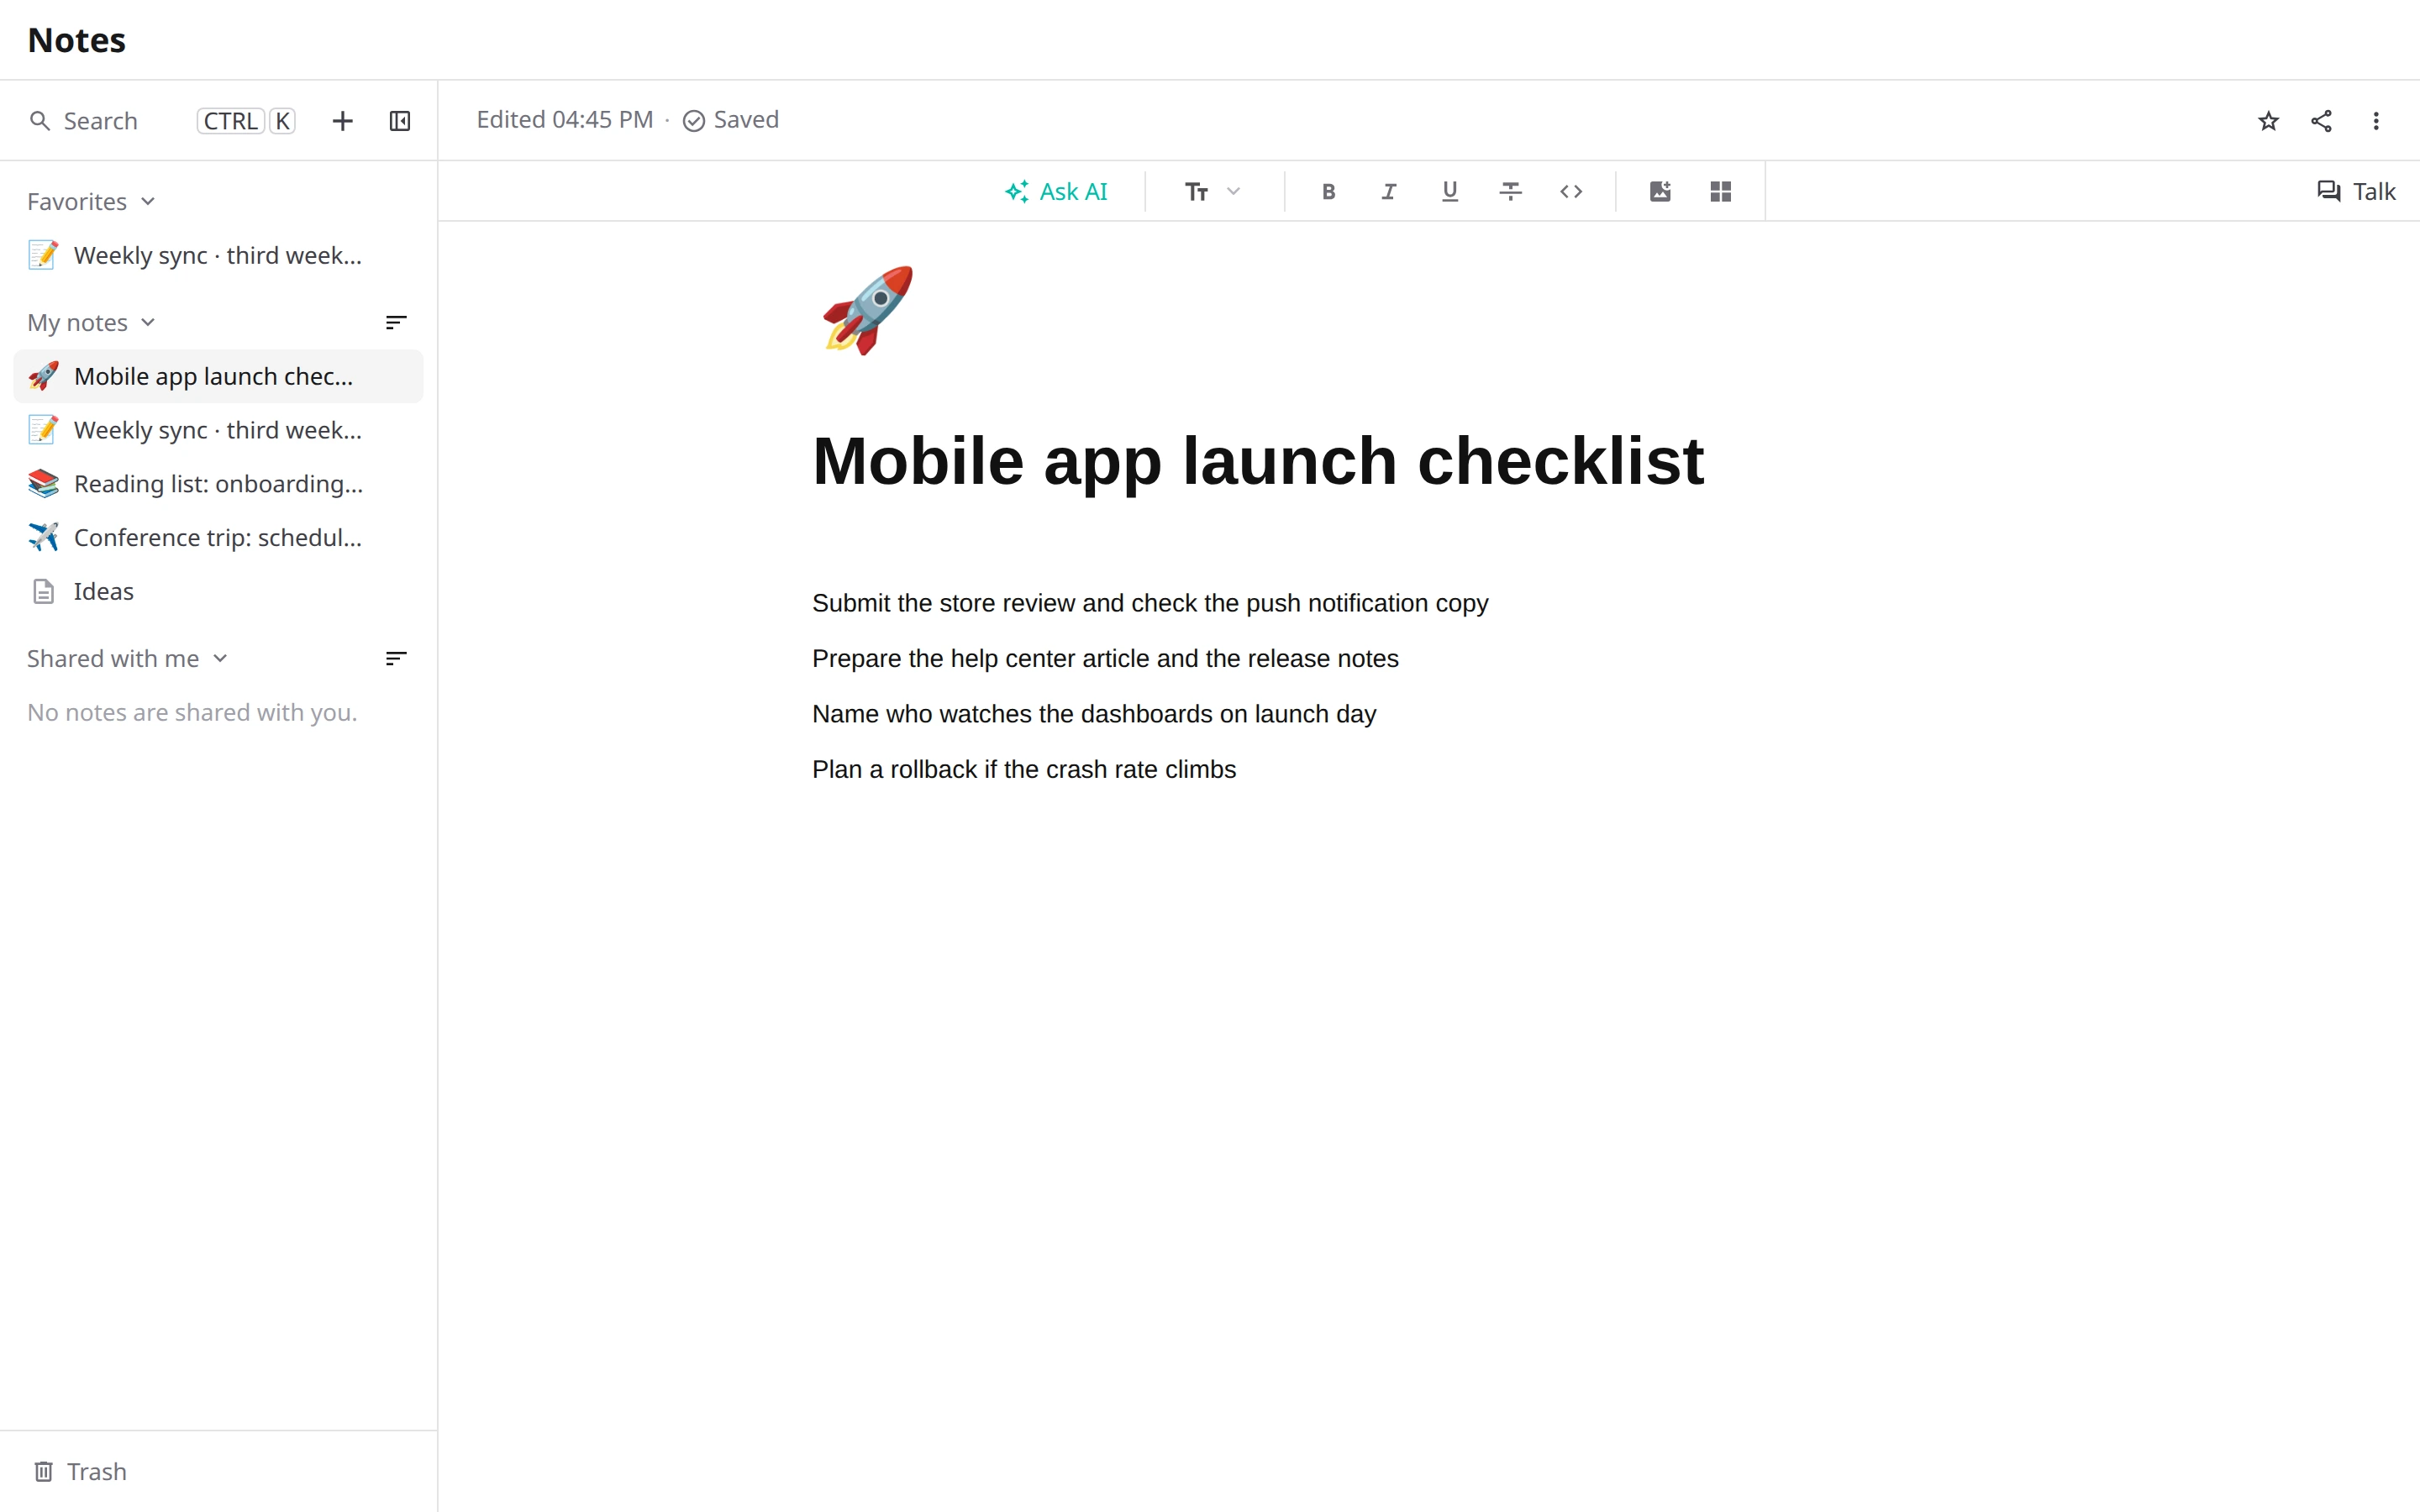 Notes
Search CTRL K
Edited 04:45 PM · Saved
Favorites
Weekly sync · third week...
My notes
Mobile app launch chec...
Weekly sync · third week...
Reading list: onboarding...
Conference trip: schedul...
Ideas
Shared with me
No notes are shared with you.
Trash
Ask AI
Talk
Mobile app launch checklist
Submit the store review and check the push notification copy
Prepare the help center article and the release notes
Name who watches the dashboards on launch day
Plan a rollback if the crash rate climbs